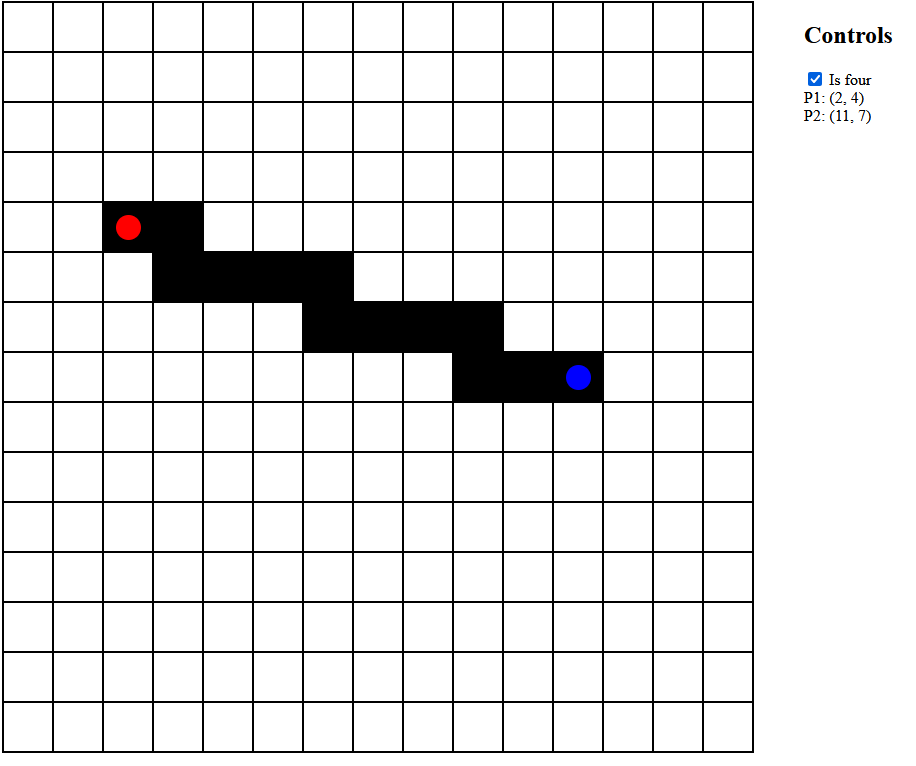 Controls
Is four
P1: (2, 4)
P2: (11, 7)